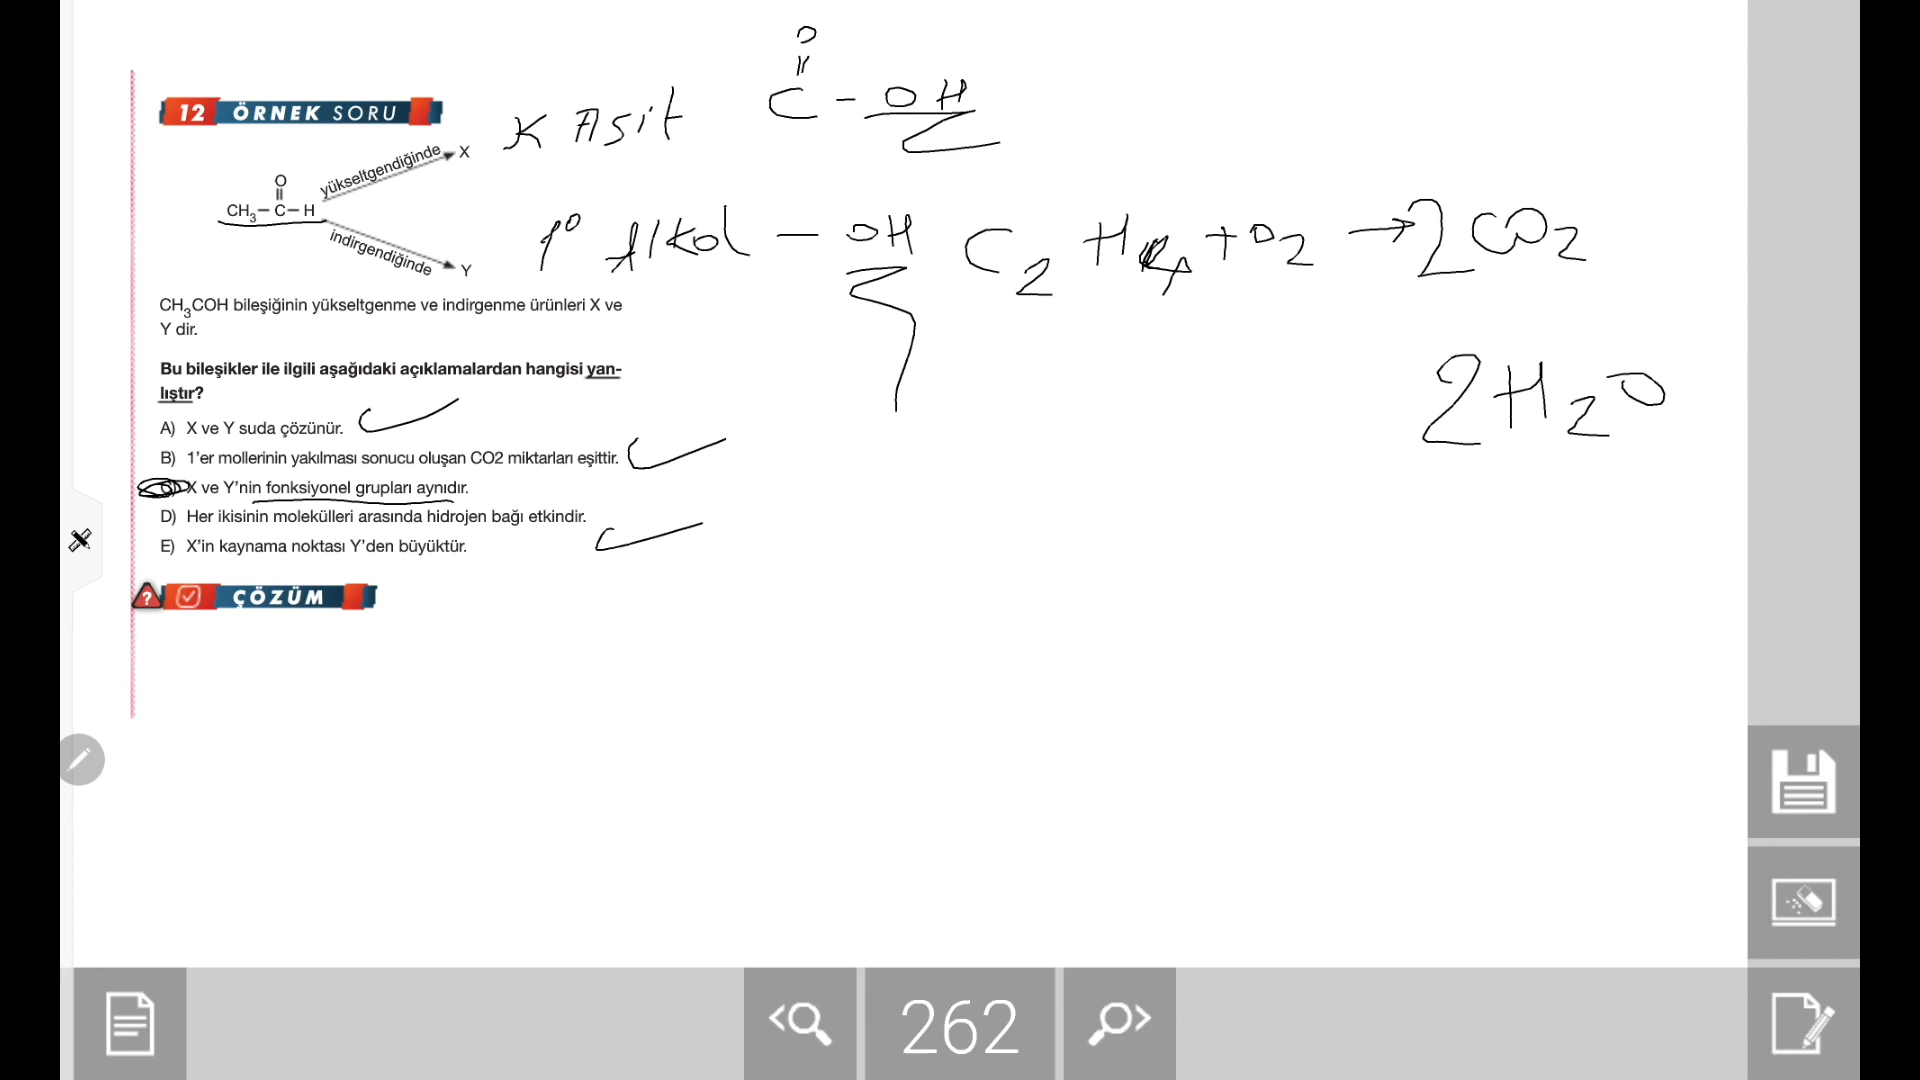 12 ÖRNEK SORU
CH3 – C – H
O
||
yükseltgendiğinde X
indirgendiğinde Y
K Asit
O
||
C - OH
1° Alkol - OH
C2 H4 + O2 → 2CO2
2H2O
CH3COH bileşiğinin yükseltgenme ve indirgenme ürünleri X ve
Y dir.
Bu bileşikler ile ilgili aşağıdaki açıklamalardan hangisi yan-
lıştır?
A) X ve Y suda çözünür.
B) 1'er mollerinin yakılması sonucu oluşan CO2 miktarları eşittir.
X ve Y'nin fonksiyonel grupları aynıdır.
D) Her ikisinin molekülleri arasında hidrojen bağı etkindir.
E) X'in kaynama noktası Y'den büyüktür.
? ÇÖZÜM
262